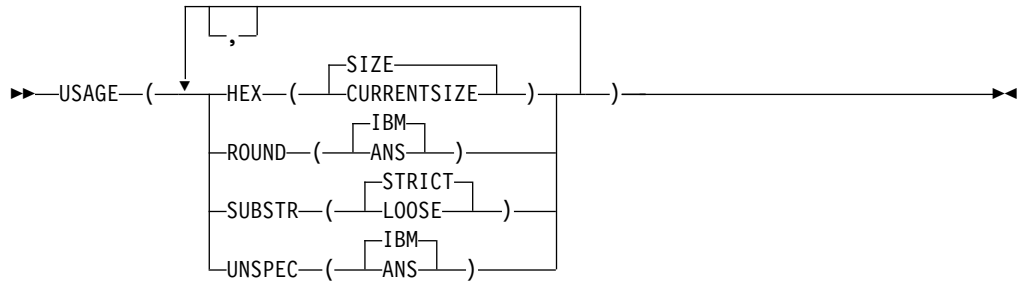 ,
SIZE
USAGE ( HEX ( CURRENTSIZE ) )
IBM
ROUND ( ANS )
STRICT
SUBSTR ( LOOSE )
IBM
UNSPEC ( ANS )